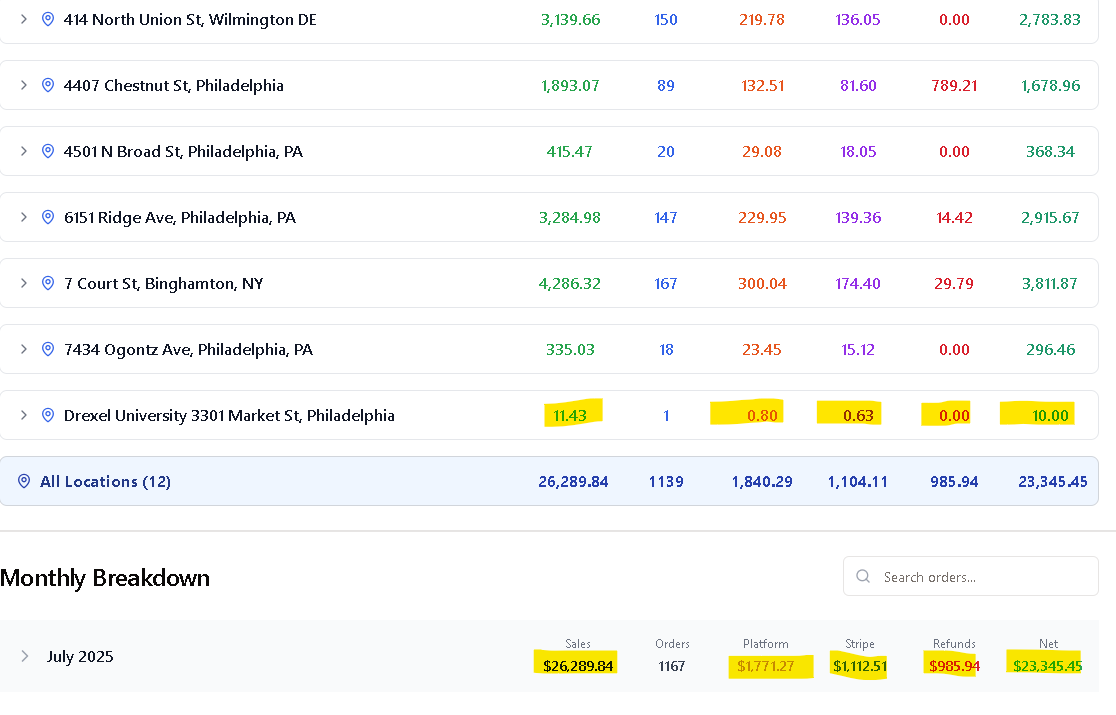 414 North Union St, Wilmington DE 3,139.66 150 219.78 136.05 0.00 2,783.83
4407 Chestnut St, Philadelphia 1,893.07 89 132.51 81.60 789.21 1,678.96
4501 N Broad St, Philadelphia, PA 415.47 20 29.08 18.05 0.00 368.34
6151 Ridge Ave, Philadelphia, PA 3,284.98 147 229.95 139.36 14.42 2,915.67
7 Court St, Binghamton, NY 4,286.32 167 300.04 174.40 29.79 3,811.87
7434 Ogontz Ave, Philadelphia, PA 335.03 18 23.45 15.12 0.00 296.46
Drexel University 3301 Market St, Philadelphia 11.43 1 0.80 0.63 0.00 10.00
All Locations (12) 26,289.84 1139 1,840.29 1,104.11 985.94 23,345.45
Monthly Breakdown Search orders...
Sales Orders Platform Stripe Refunds Net
July 2025 $26,289.84 1167 $1,771.27 $1,112.51 $985.94 $23,345.45